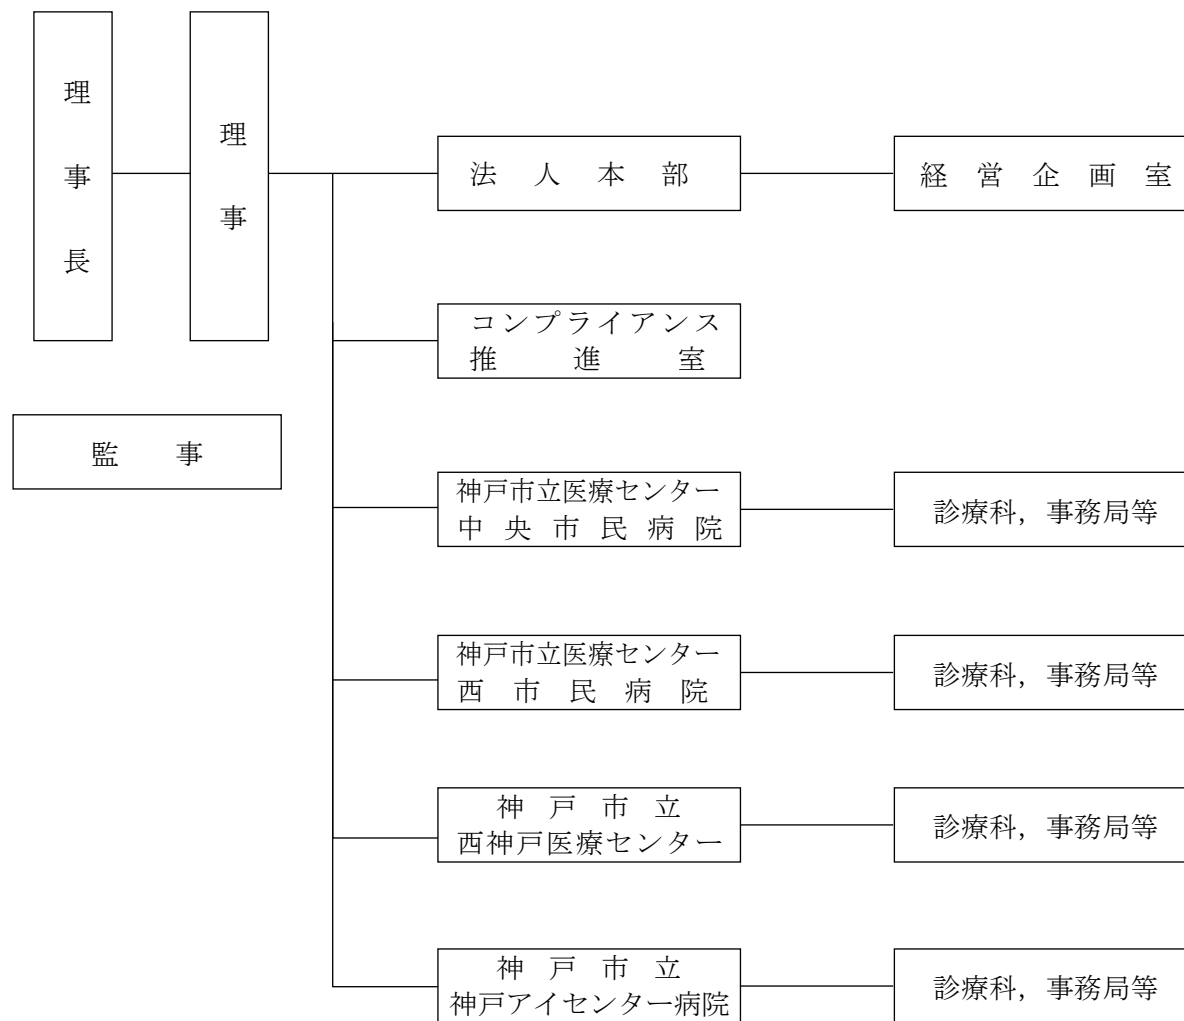 理事長
理事
法人本部
経営企画室
コンプライアンス
推進室
監事
神戸市立医療センター
中央市民病院
診療科，事務局等
神戸市立医療センター
西市民病院
診療科，事務局等
神戸市立
西神戸医療センター
診療科，事務局等
神戸市立
神戸アイセンター病院
診療科，事務局等